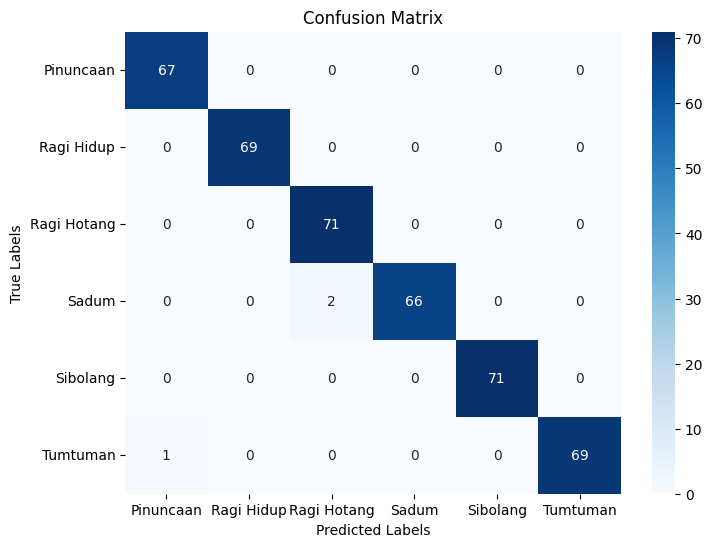 Confusion Matrix
True Labels
Pinuncaan 67 0 0 0 0 0
Ragi Hidup 0 69 0 0 0 0
Ragi Hotang 0 0 71 0 0 0
Sadum 0 0 2 66 0 0
Sibolang 0 0 0 0 71 0
Tumtuman 1 0 0 0 0 69
Pinuncaan Ragi Hidup Ragi Hotang Sadum Sibolang Tumtuman
Predicted Labels
70
60
50
40
30
20
10
0